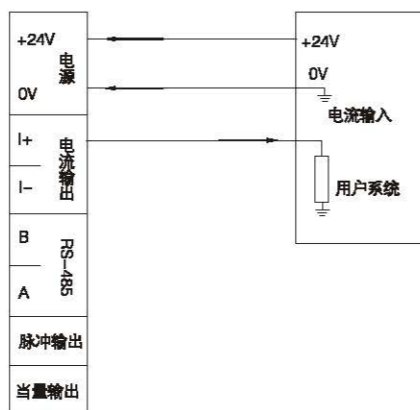 +24V
电源
0V
I+
电流输出
I-
B
RS-485
A
脉冲输出
当量输出
+24V
0V
电流输入
用户系统